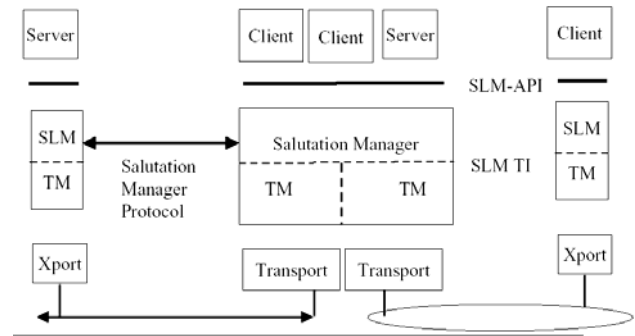 Server
Client
Client
Server
Client
SLM-API
SLM
Salutation Manager
SLM
SLM TI
TM
TM
TM
TM
Salutation
Manager
Protocol
Xport
Transport
Transport
Xport